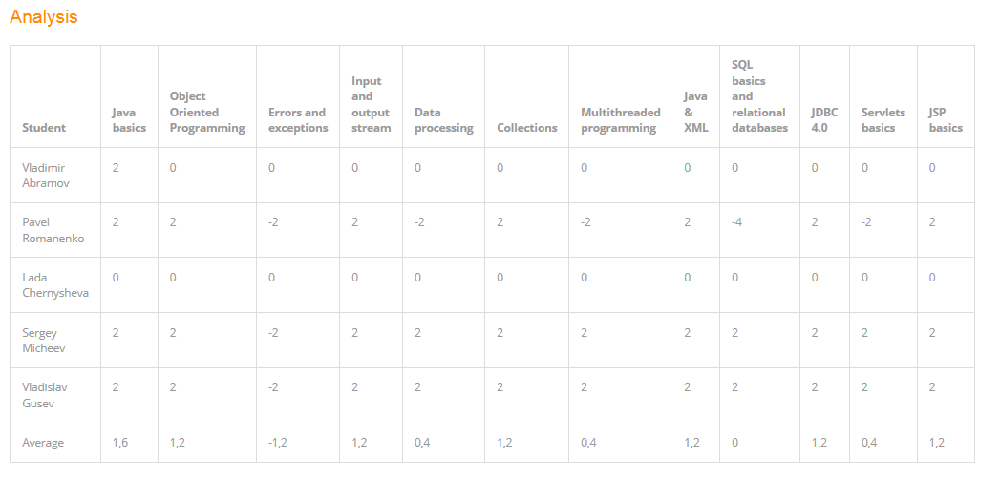 Analysis
Student	Java basics	Object Oriented Programming	Errors and exceptions	Input and output stream	Data processing	Collections	Multithreaded programming	Java & XML	SQL basics and relational databases	JDBC 4.0	Servlets basics	JSP basics
Vladimir Abramov	2	0	0	0	0	0	0	0	0	0	0	0
Pavel Romanenko	2	2	-2	2	-2	2	-2	2	-4	2	-2	2
Lada Chernysheva	0	0	0	0	0	0	0	0	0	0	0	0
Sergey Micheev	2	2	-2	2	2	2	2	2	2	2	2	2
Vladislav Gusev	2	2	-2	2	2	2	2	2	2	2	2	2
Average	1,6	1,2	-1,2	1,2	0,4	1,2	0,4	1,2	0	1,2	0,4	1,2